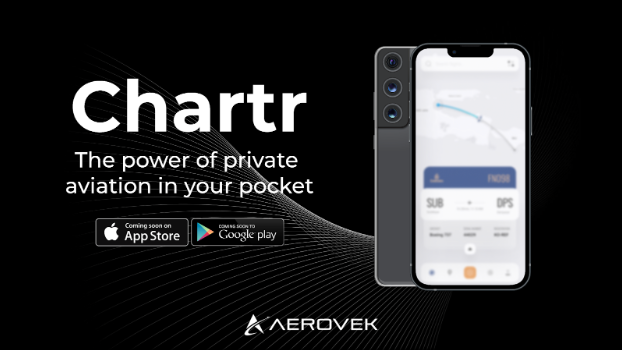 Chartr
The power of private
aviation in your pocket
Coming soon on
App Store
COMING SOON TO
Google play
SUB
DPS
AEROVEK